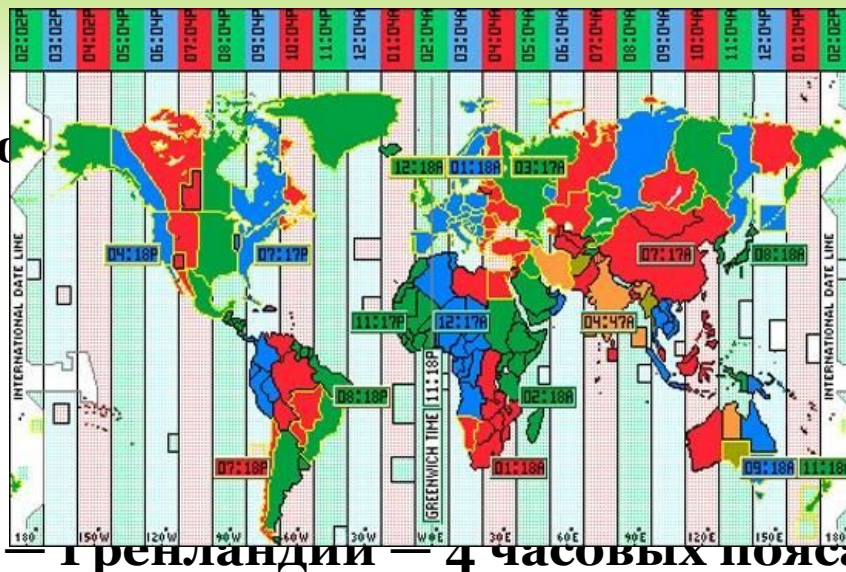 02:02P 03:02P 04:02P 05:04P 06:04P 07:04P 08:04P 09:04P 10:04P 11:04P 12:04A 01:04A 02:04A 03:04A 04:04A 05:04A 06:04A 07:04A 08:04A 09:04A 10:04A 11:04A 12:04P 01:04P 02:02P
12:18A 01:18A 03:17A
04:18P 07:17P 07:17A 08:18A
11:17P 12:17A 04:47A
08:18P 02:18A
07:18P 01:18A 09:18A 11:18A
INTERNATIONAL DATE LINE
GREENWICH TIME 11:18P
INTERNATIONAL DATE LINE
180° 150W 120W 90W 60W 30W W0E 30E 60E 90E 120E 150E 180°
— Гренландии — 4 часовых пояса